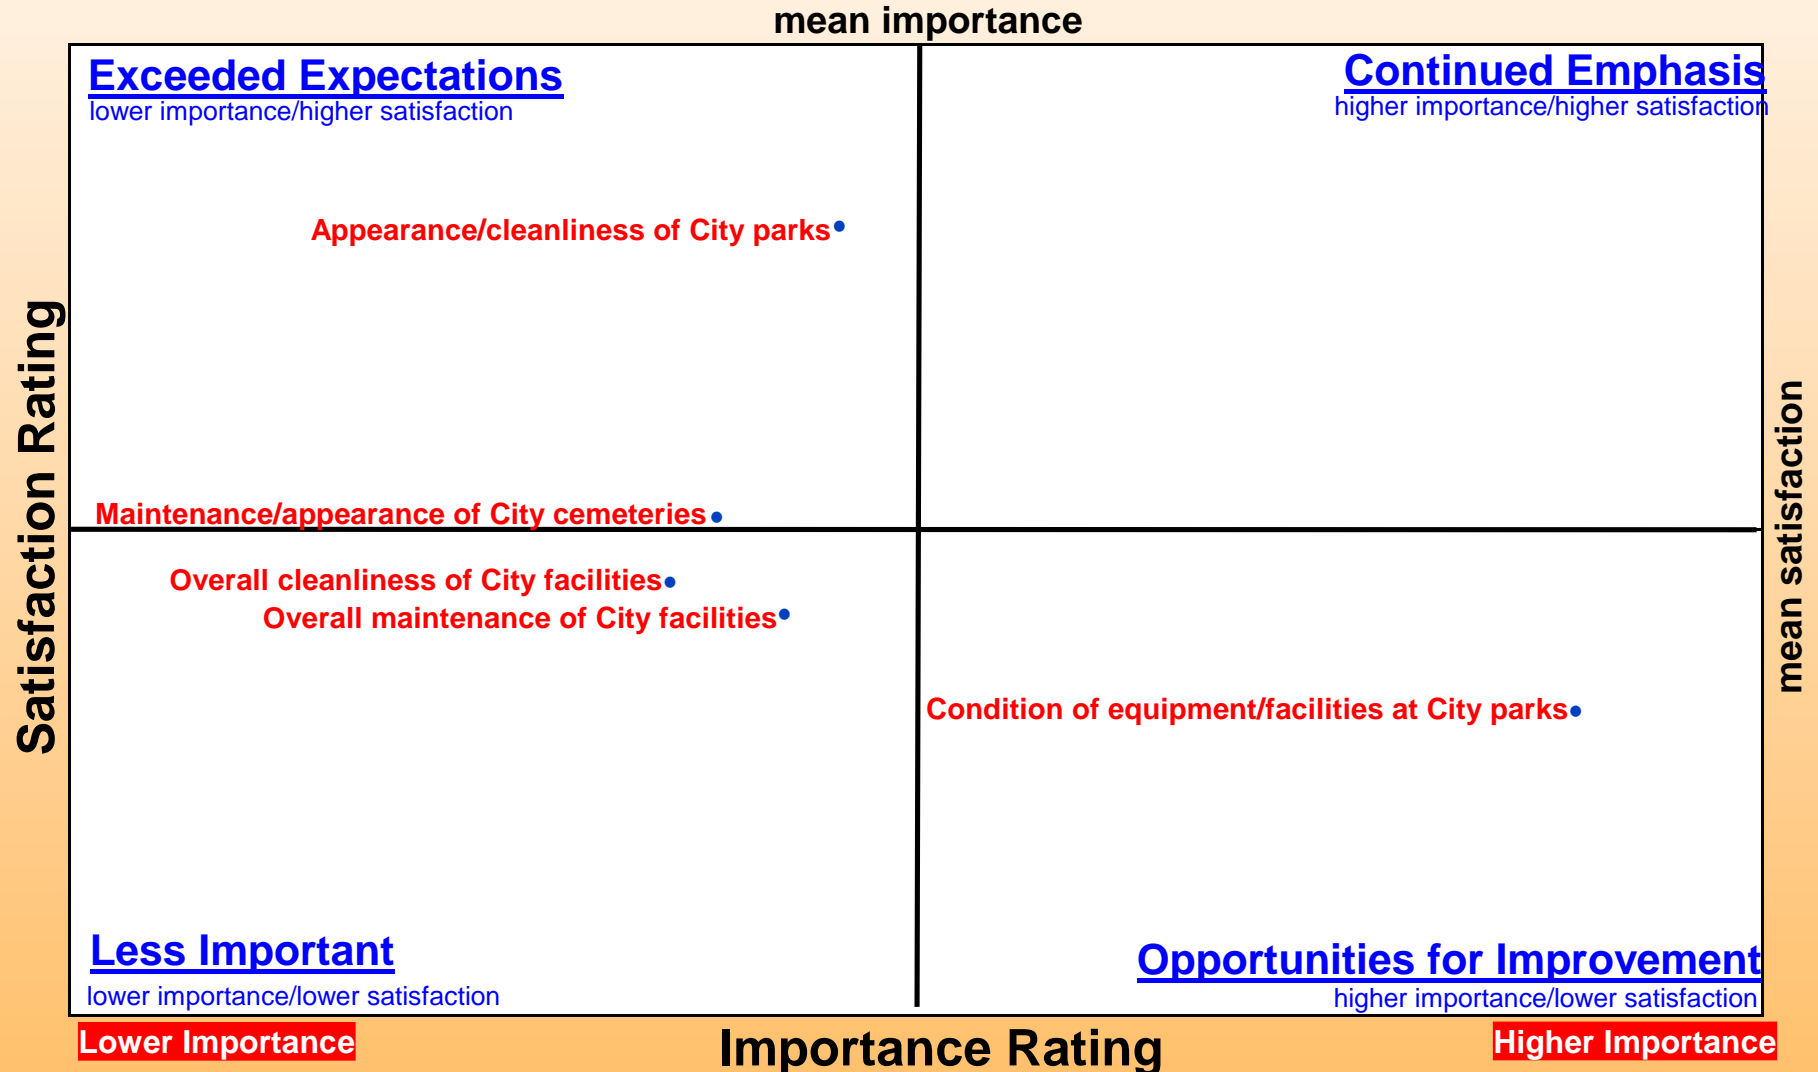 mean importance
Exceeded Expectations
lower importance/higher satisfaction
Continued Emphasis
higher importance/higher satisfaction
Appearance/cleanliness of City parks
Satisfaction Rating
mean satisfaction
Maintenance/appearance of City cemeteries
Overall cleanliness of City facilities
Overall maintenance of City facilities
Condition of equipment/facilities at City parks
Less Important
lower importance/lower satisfaction
Opportunities for Improvement
higher importance/lower satisfaction
Lower Importance
Importance Rating
Higher Importance